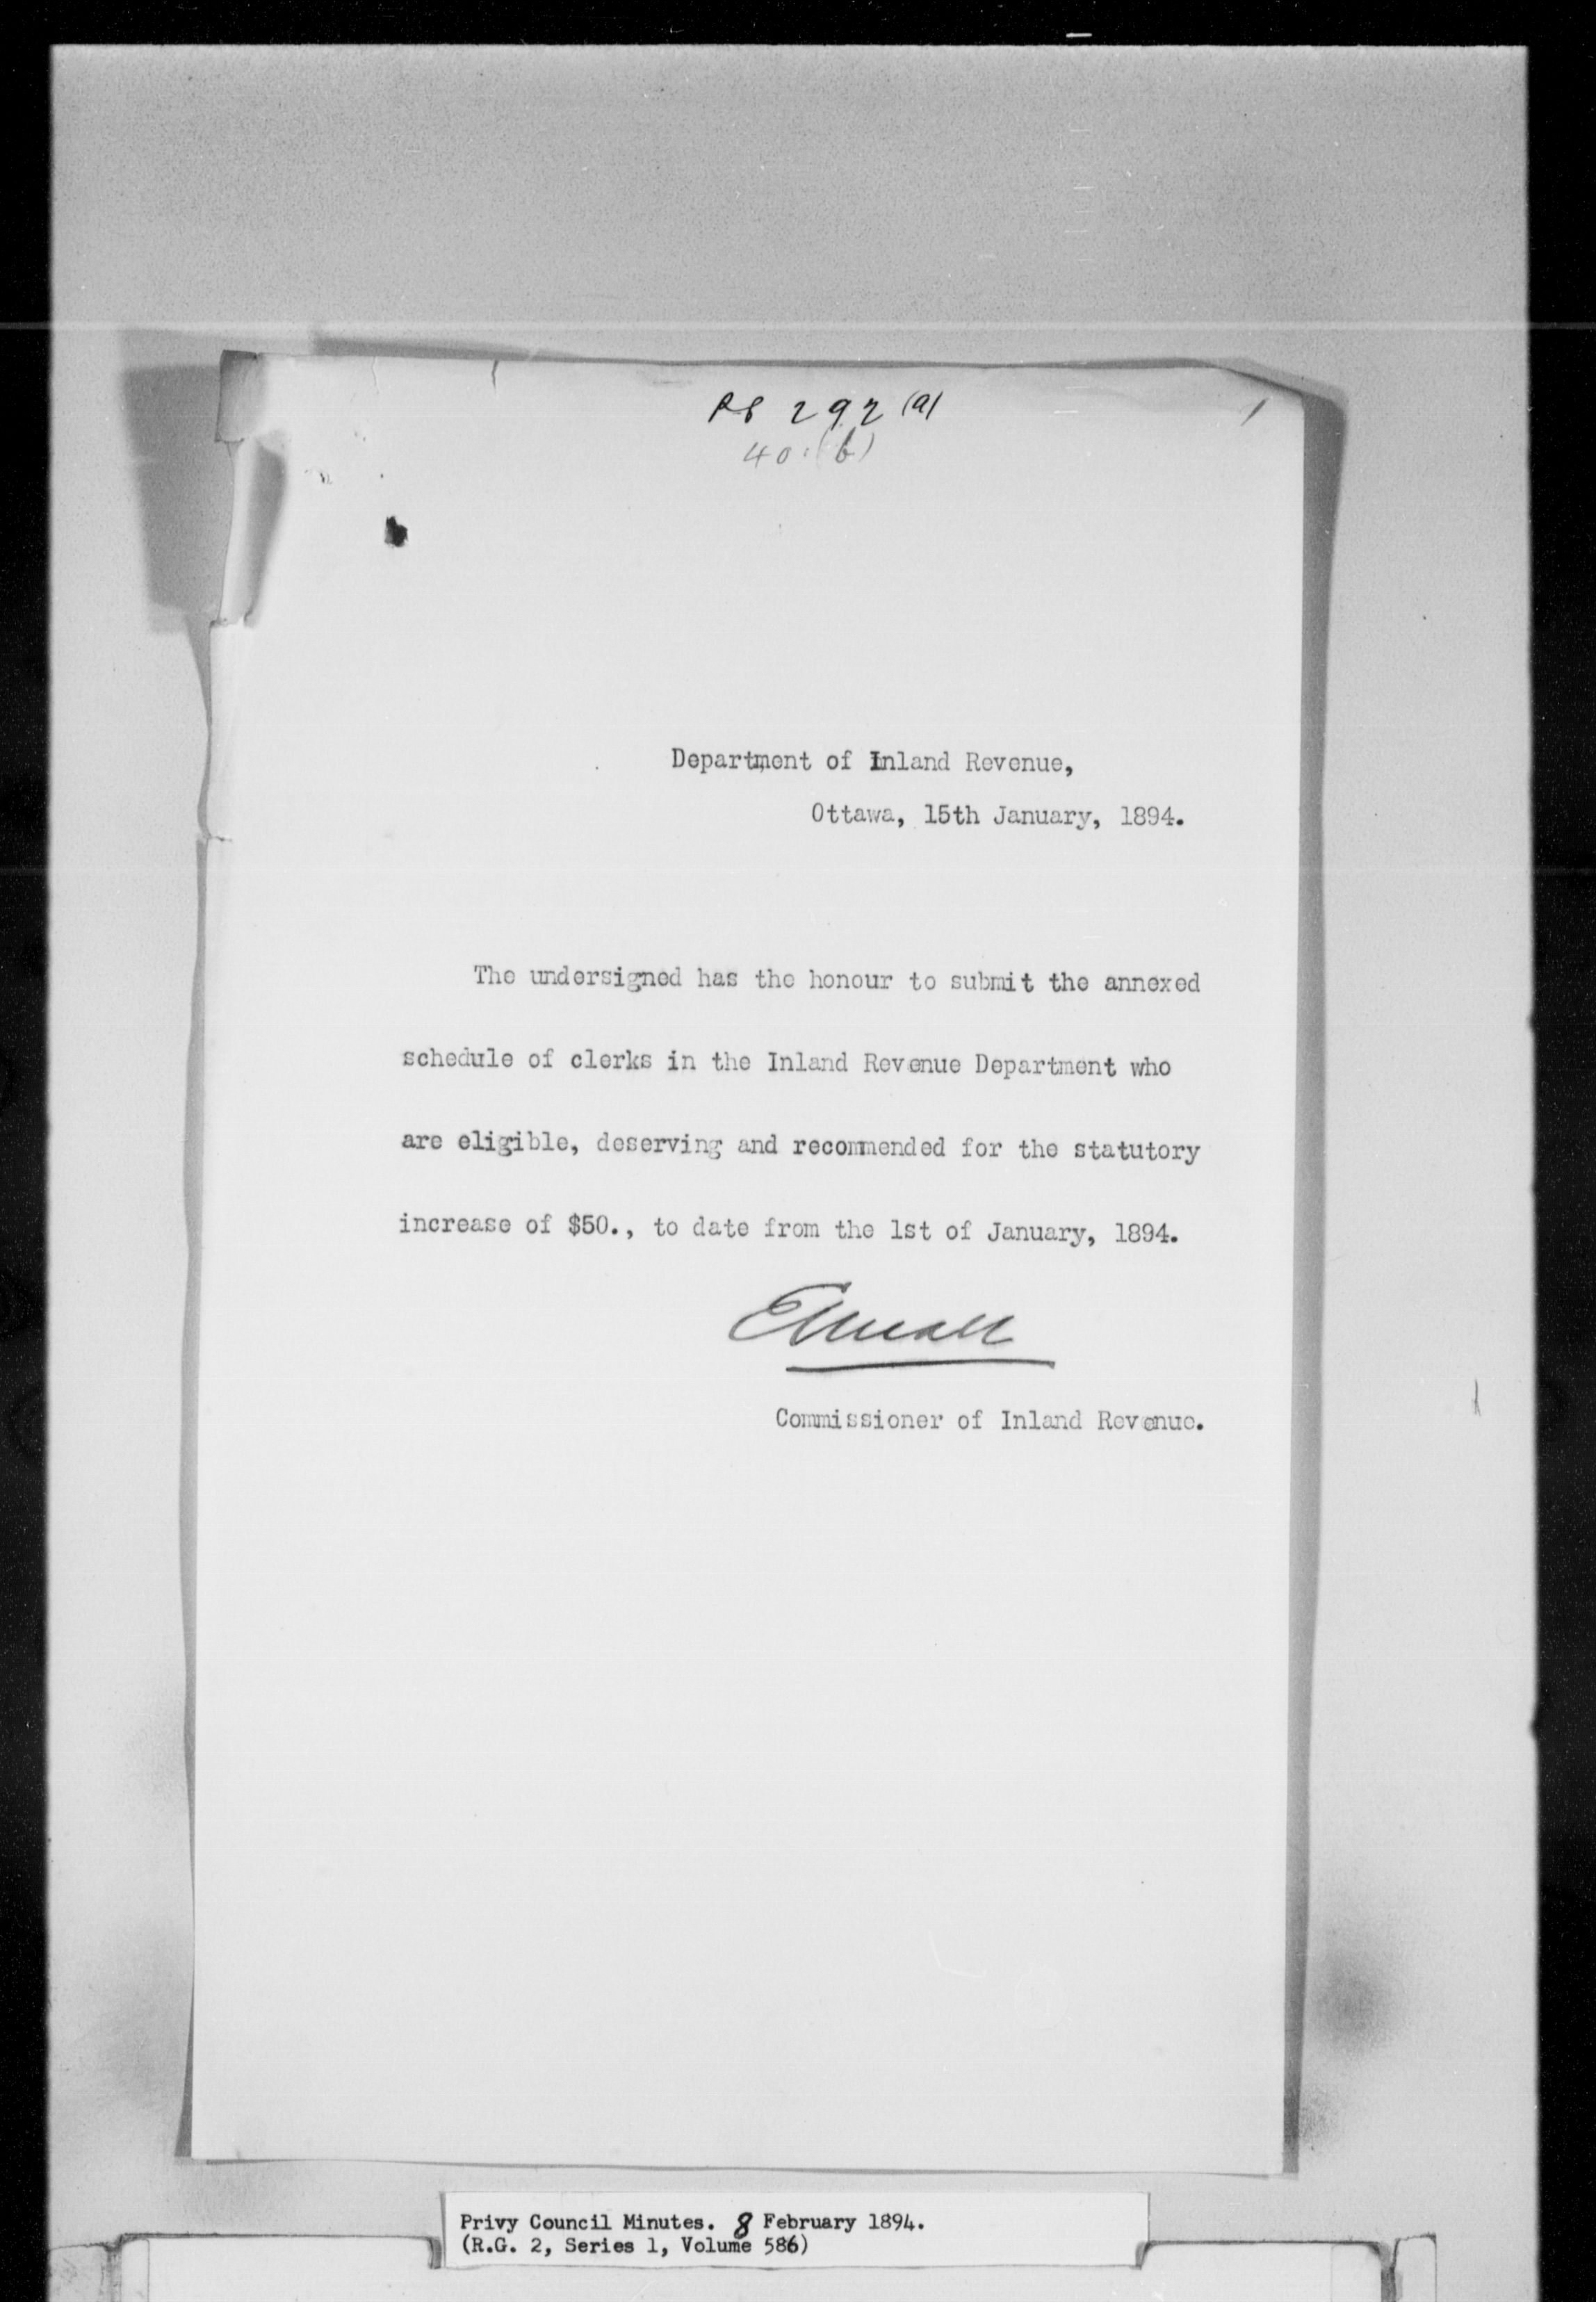 292 (a)
40 (b)
Department of Inland Revenue,
Ottawa, 15th January, 1894.
The undersigned has the honour to submit the annexed
schedule of clerks in the Inland Revenue Department who
are eligible, deserving and recommended for the statutory
increase of $50., to date from the 1st of January, 1894.
Commissioner of Inland Revenue.
Privy Council Minutes. 8 February 1894.
(R.G. 2, Series 1, Volume 586)